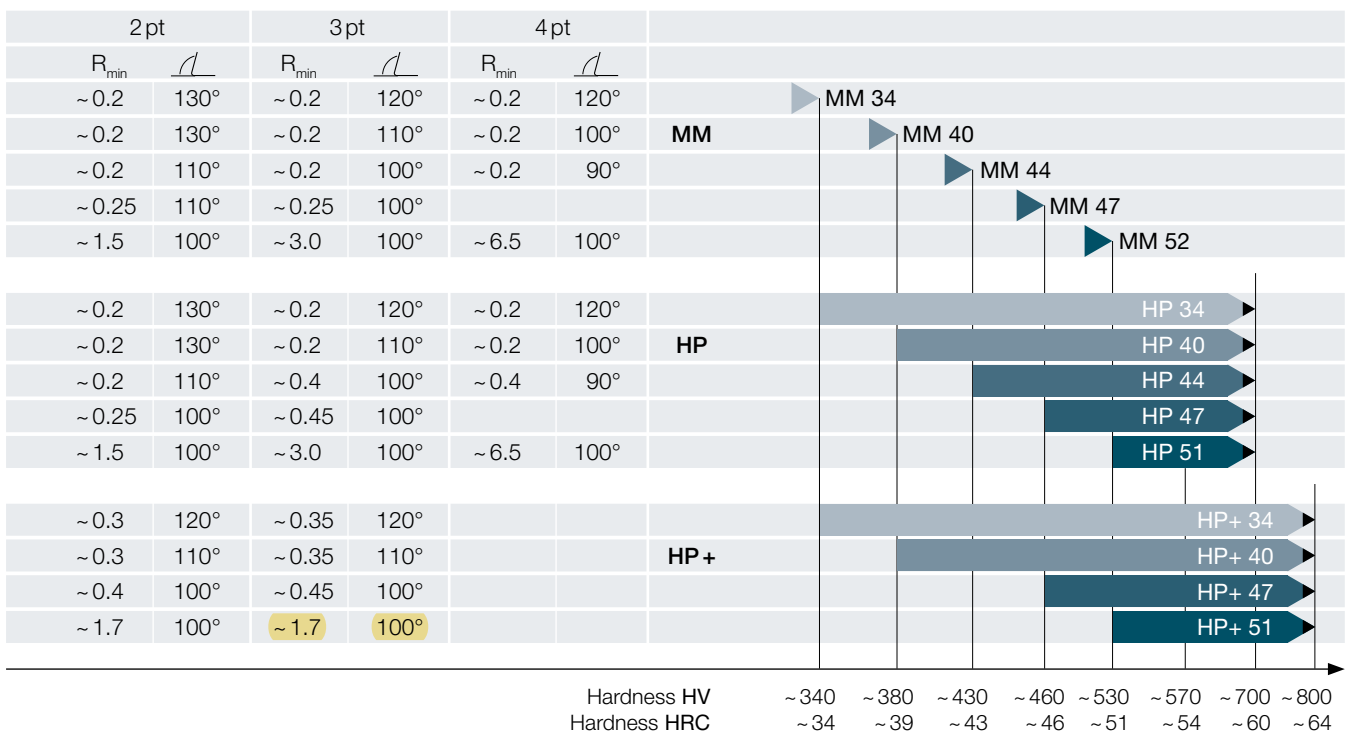 2 pt 3 pt 4 pt
Rmin Rmin Rmin
~ 0.2 130° ~ 0.2 120° ~ 0.2 120° MM 34
~ 0.2 130° ~ 0.2 110° ~ 0.2 100° MM MM 40
~ 0.2 110° ~ 0.2 100° ~ 0.2 90° MM 44
~ 0.25 110° ~ 0.25 100° MM 47
~ 1.5 100° ~ 3.0 100° ~ 6.5 100° MM 52
~ 0.2 130° ~ 0.2 120° ~ 0.2 120° HP 34
~ 0.2 130° ~ 0.2 110° ~ 0.2 100° HP HP 40
~ 0.2 110° ~ 0.4 100° ~ 0.4 90° HP 44
~ 0.25 100° ~ 0.45 100° HP 47
~ 1.5 100° ~ 3.0 100° ~ 6.5 100° HP 51
~ 0.3 120° ~ 0.35 120° HP+ 34
~ 0.3 110° ~ 0.35 110° HP+ HP+ 40
~ 0.4 100° ~ 0.45 100° HP+ 47
~ 1.7 100° ~ 1.7 100° HP+ 51
Hardness HV ~ 340 ~ 380 ~ 430 ~ 460 ~ 530 ~ 570 ~ 700 ~ 800
Hardness HRC ~ 34 ~ 39 ~ 43 ~ 46 ~ 51 ~ 54 ~ 60 ~ 64